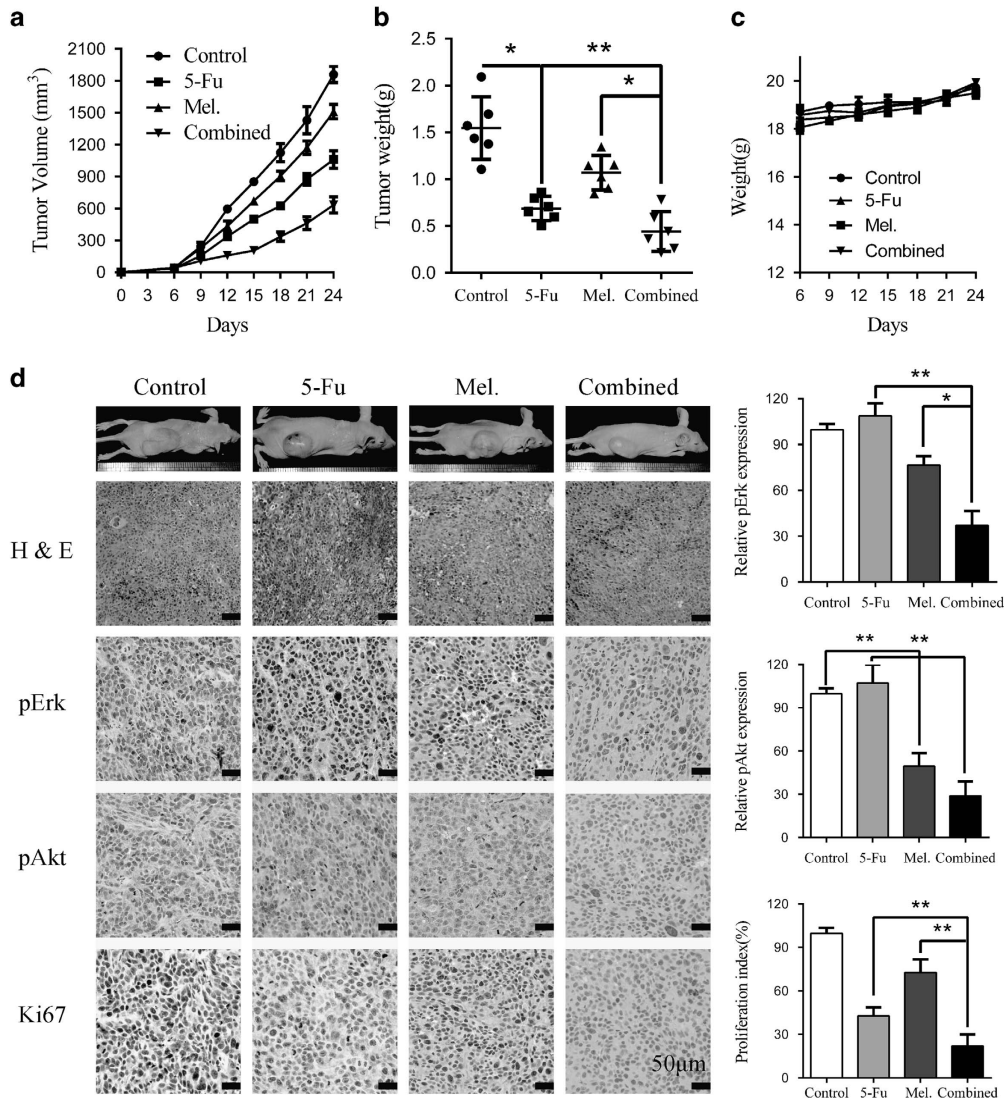 a
Tumor Volume (mm³)
2100
1800
1500
1200
900
600
300
0
0 3 6 9 12 15 18 21 24
Days
Control
5-Fu
Mel.
Combined
b
Tumor weight(g)
2.5
2.0
1.5
1.0
0.5
0.0
* **
*
Control 5-Fu Mel. Combined
c
Weight(g)
20
18
16
14
12
6 9 12 15 18 21 24
Days
Control
5-Fu
Mel.
Combined
d
Control 5-Fu Mel. Combined
H & E
pErk
pAkt
Ki67
50μm
Relative pErk expression
120
90
60
30
0
**
*
Control 5-Fu Mel. Combined
Relative pAkt expression
120
90
60
30
0
** **
Control 5-Fu Mel. Combined
Proliferation index(%)
120
90
60
30
0
**
**
Control 5-Fu Mel. Combined